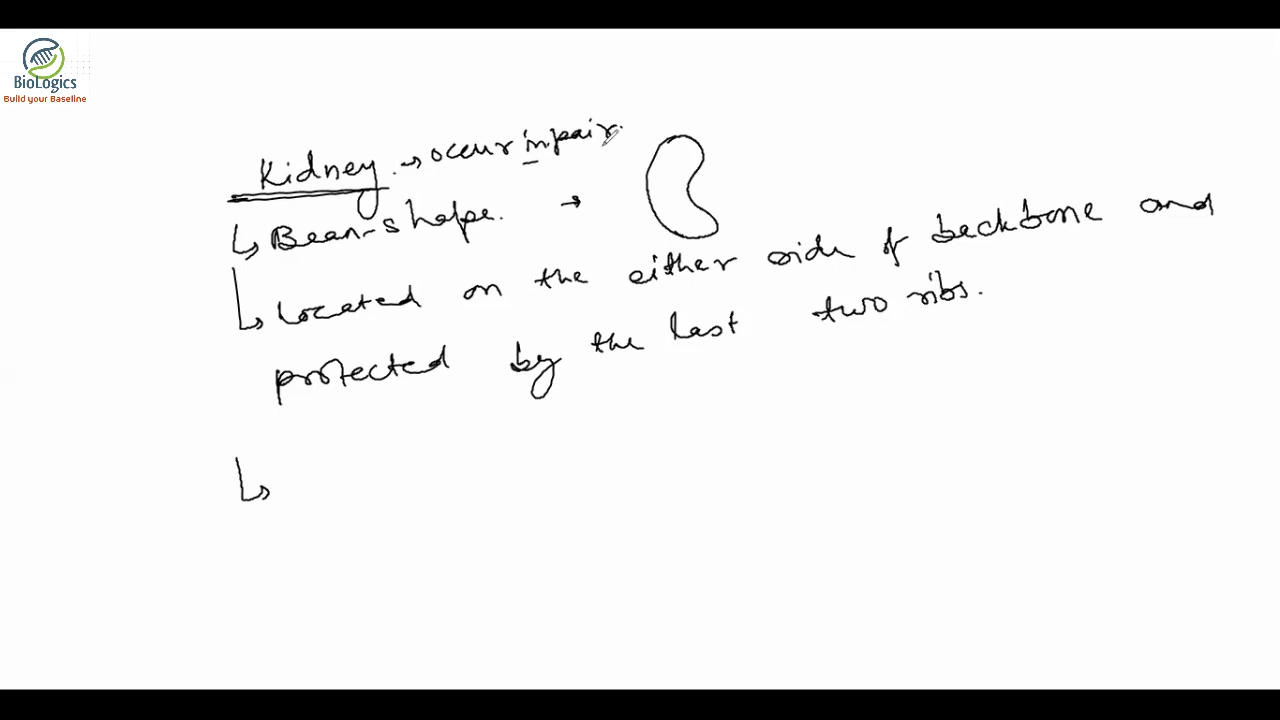 BioLogics
Build your Baseline
Kidney. → occur in pair.
↳ Bean-shape. →
↳ Located on the either side of backbone and
protected by the last two ribs.
↳